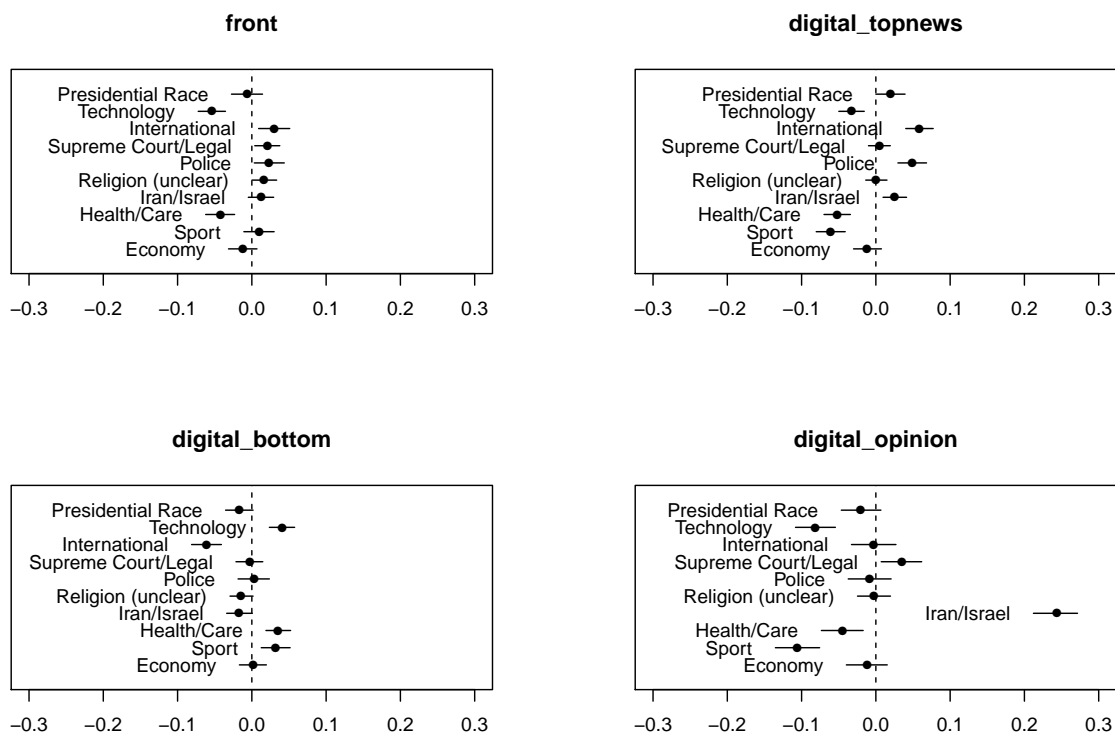 front
Presidential Race
Technology
International
Supreme Court/Legal
Police
Religion (unclear)
Iran/Israel
Health/Care
Sport
Economy
−0.3 −0.2 −0.1 0.0 0.1 0.2 0.3
digital_topnews
Presidential Race
Technology
International
Supreme Court/Legal
Police
Religion (unclear)
Iran/Israel
Health/Care
Sport
Economy
−0.3 −0.2 −0.1 0.0 0.1 0.2 0.3
digital_bottom
Presidential Race
Technology
International
Supreme Court/Legal
Police
Religion (unclear)
Iran/Israel
Health/Care
Sport
Economy
−0.3 −0.2 −0.1 0.0 0.1 0.2 0.3
digital_opinion
Presidential Race
Technology
International
Supreme Court/Legal
Police
Religion (unclear)
Iran/Israel
Health/Care
Sport
Economy
−0.3 −0.2 −0.1 0.0 0.1 0.2 0.3